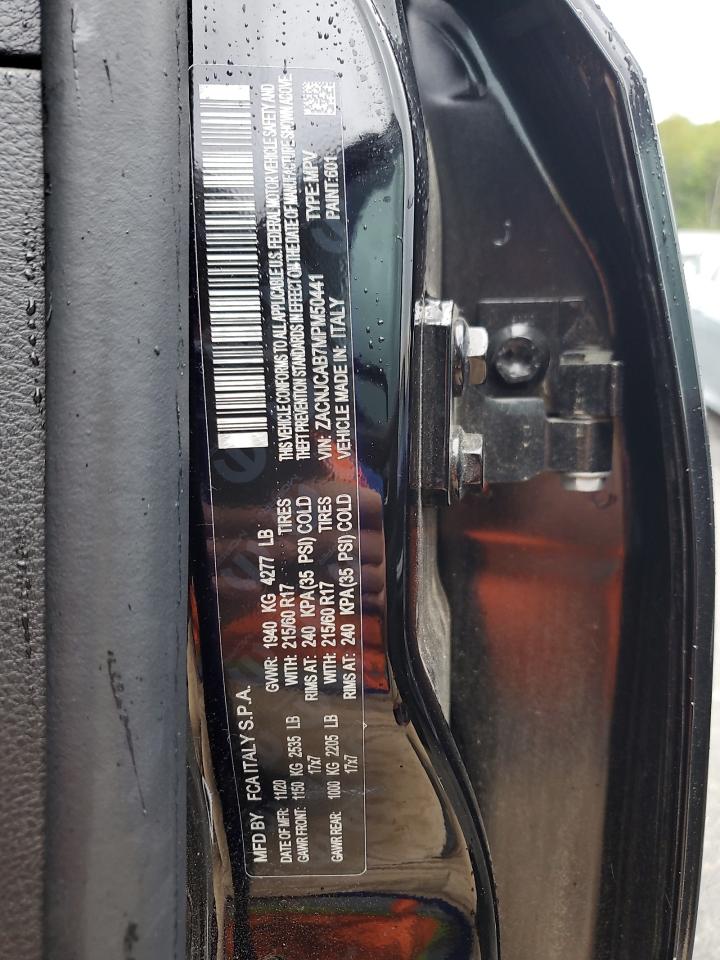 MFD BY FCA ITALY S.P.A.
DATE OF MFR: 11/20 GVWR: 1940 KG 4277 LB
GAWR FRONT: 1150 KG 2535 LB WITH: 215/60 R17 TIRES
17x7 RIMS AT: 240 KPA(35 PSI) COLD
GAWR REAR: 1000 KG 2205 LB WITH: 215/60 R17 TIRES
17x7 RIMS AT: 240 KPA(35 PSI) COLD
THIS VEHICLE CONFORMS TO ALL APPLICABLE U.S. FEDERAL MOTOR VEHICLE SAFETY AND
THEFT PREVENTION STANDARDS IN EFFECT ON THE DATE OF MANUFACTURE SHOWN ABOVE.
VIN: ZACNJCAB7MPM50441 TYPE:MPV
VEHICLE MADE IN: ITALY PAINT:601